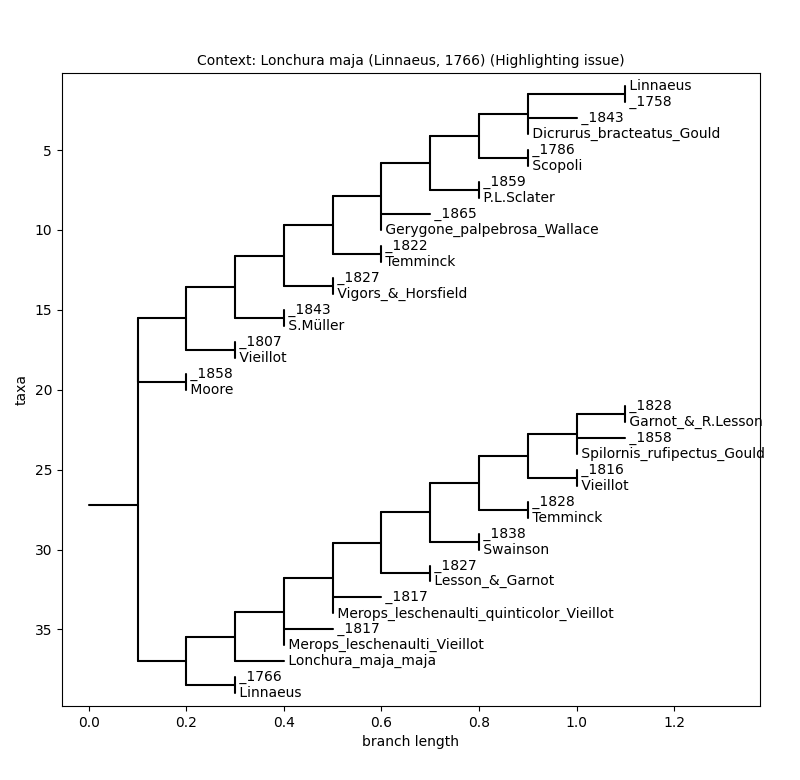 Context: Lonchura maja (Linnaeus, 1766) (Highlighting issue)
Linnaeus
_1758
_1843
Dicrurus_bracteatus_Gould
_1786
Scopoli
_1859
P.L.Sclater
_1865
Gerygone_palpebrosa_Wallace
_1822
Temminck
_1827
Vigors_&_Horsfield
_1843
S.Müller
_1807
Vieillot
_1858
Moore
_1828
Garnot_&_R.Lesson
_1858
Spilornis_rufipectus_Gould
_1816
Vieillot
_1828
Temminck
_1838
Swainson
_1827
Lesson_&_Garnot
_1817
Merops_leschenaulti_quinticolor_Vieillot
_1817
Merops_leschenaulti_Vieillot
Lonchura_maja_maja
_1766
Linnaeus
taxa
5
10
15
20
25
30
35
0.0 0.2 0.4 0.6 0.8 1.0 1.2
branch length